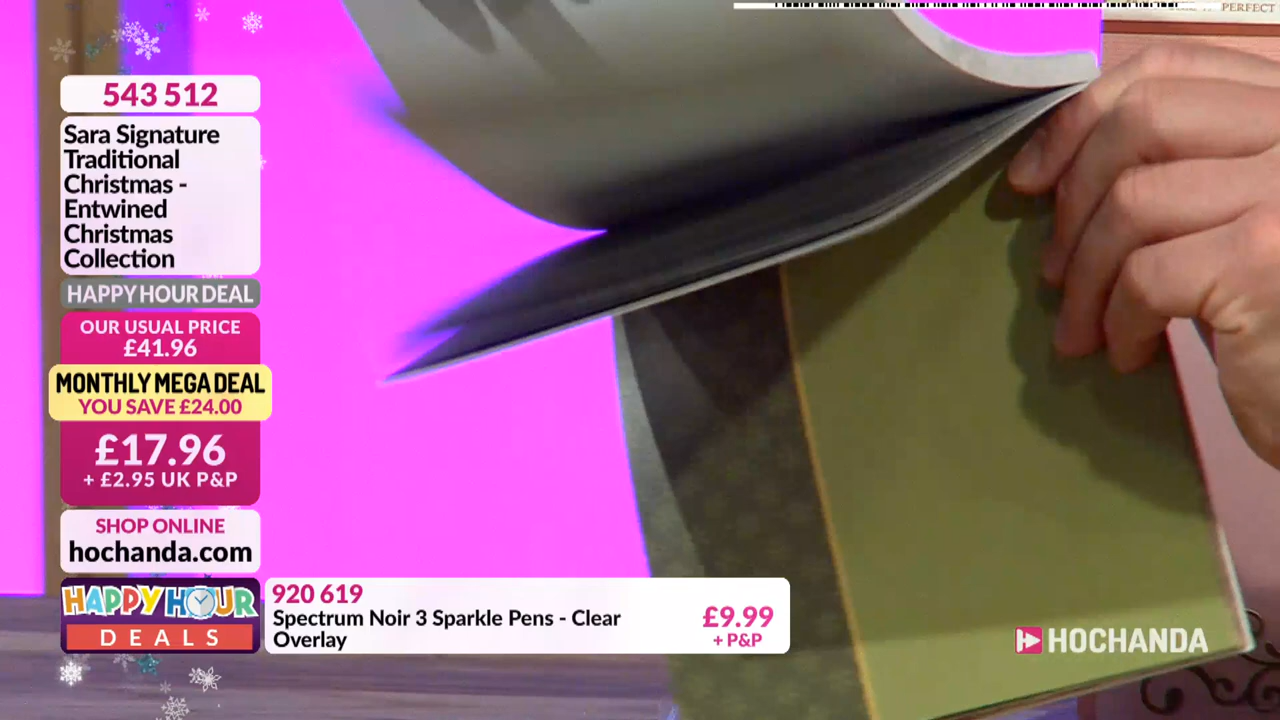 PERFECT
543 512
Sara Signature
Traditional
Christmas -
Entwined
Christmas
Collection
HAPPY HOUR DEAL
OUR USUAL PRICE
£41.96
MONTHLY MEGA DEAL
YOU SAVE £24.00
£17.96
+ £2.95 UK P&P
SHOP ONLINE
hochanda.com
HAPPY HOUR
DEALS
920 619
Spectrum Noir 3 Sparkle Pens - Clear
Overlay
£9.99
+ P&P
HOCHANDA